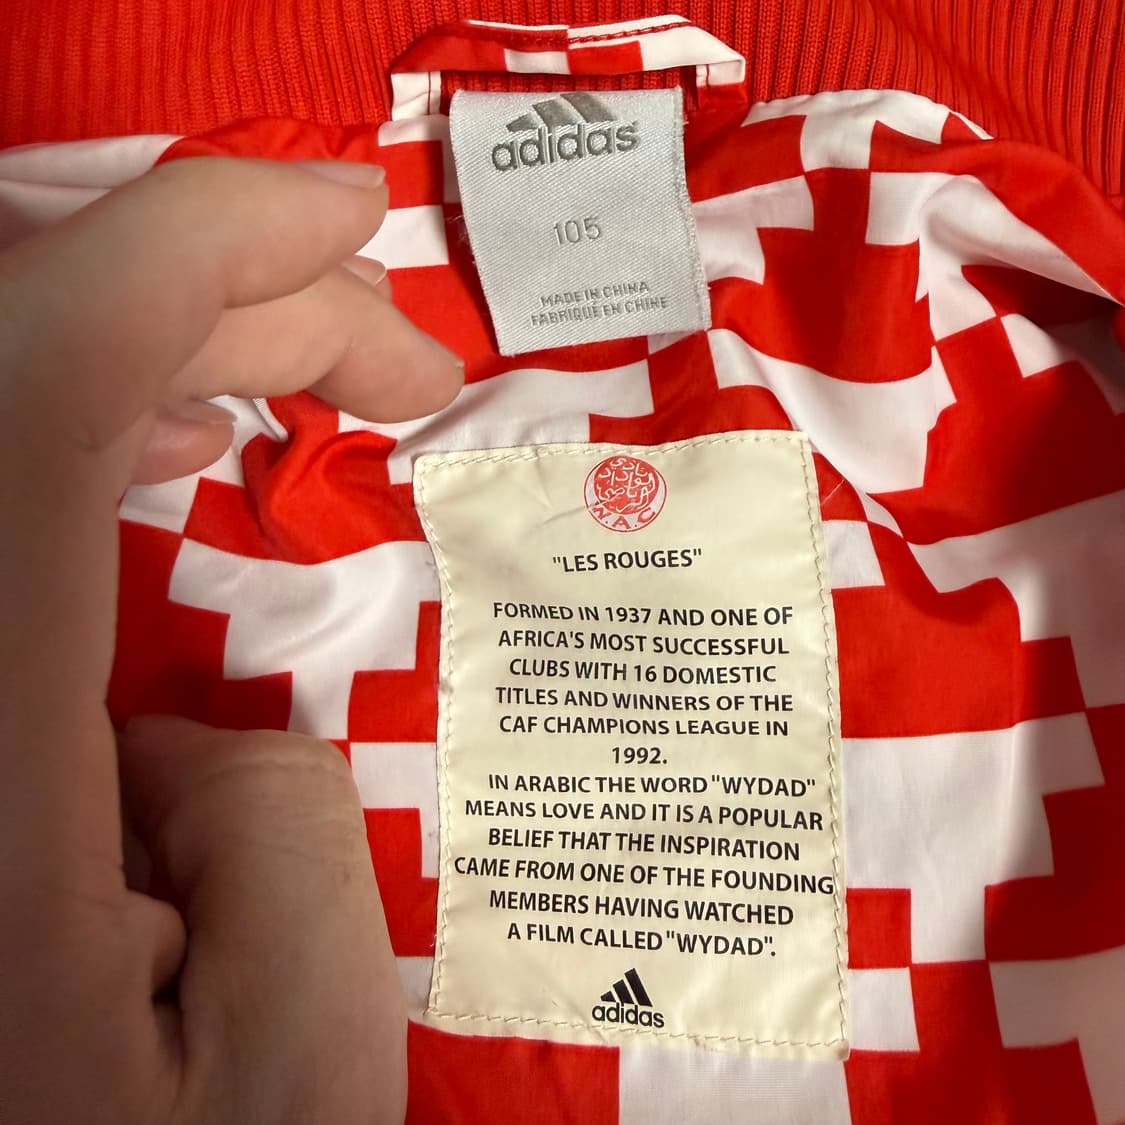 adidas
105
MADE IN CHINA
FABRIQUÉ EN CHINE
نادي
الوداد
الرياضي
W.A.C
"LES ROUGES"
FORMED IN 1937 AND ONE OF
AFRICA'S MOST SUCCESSFUL
CLUBS WITH 16 DOMESTIC
TITLES AND WINNERS OF THE
CAF CHAMPIONS LEAGUE IN
1992.
IN ARABIC THE WORD "WYDAD"
MEANS LOVE AND IT IS A POPULAR
BELIEF THAT THE INSPIRATION
CAME FROM ONE OF THE FOUNDING
MEMBERS HAVING WATCHED
A FILM CALLED "WYDAD".
adidas